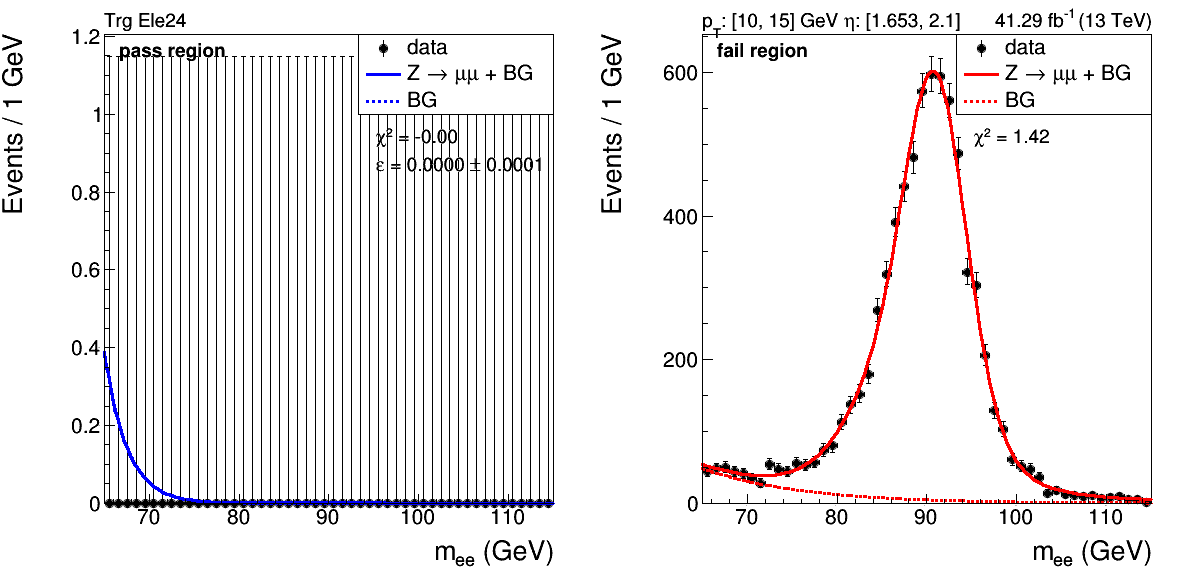 Trg Ele24
Events / 1 GeV
pass region
data
Z → μμ + BG
BG
χ² = -0.00
ε = 0.0000 ± 0.0001
0
0.2
0.4
0.6
0.8
1
1.2
70
80
90
100
110
m_ee (GeV)
p_T: [10, 15] GeV η: [1.653, 2.1]
41.29 fb⁻¹ (13 TeV)
Events / 1 GeV
fail region
data
Z → μμ + BG
BG
χ² = 1.42
0
200
400
600
70
80
90
100
110
m_ee (GeV)